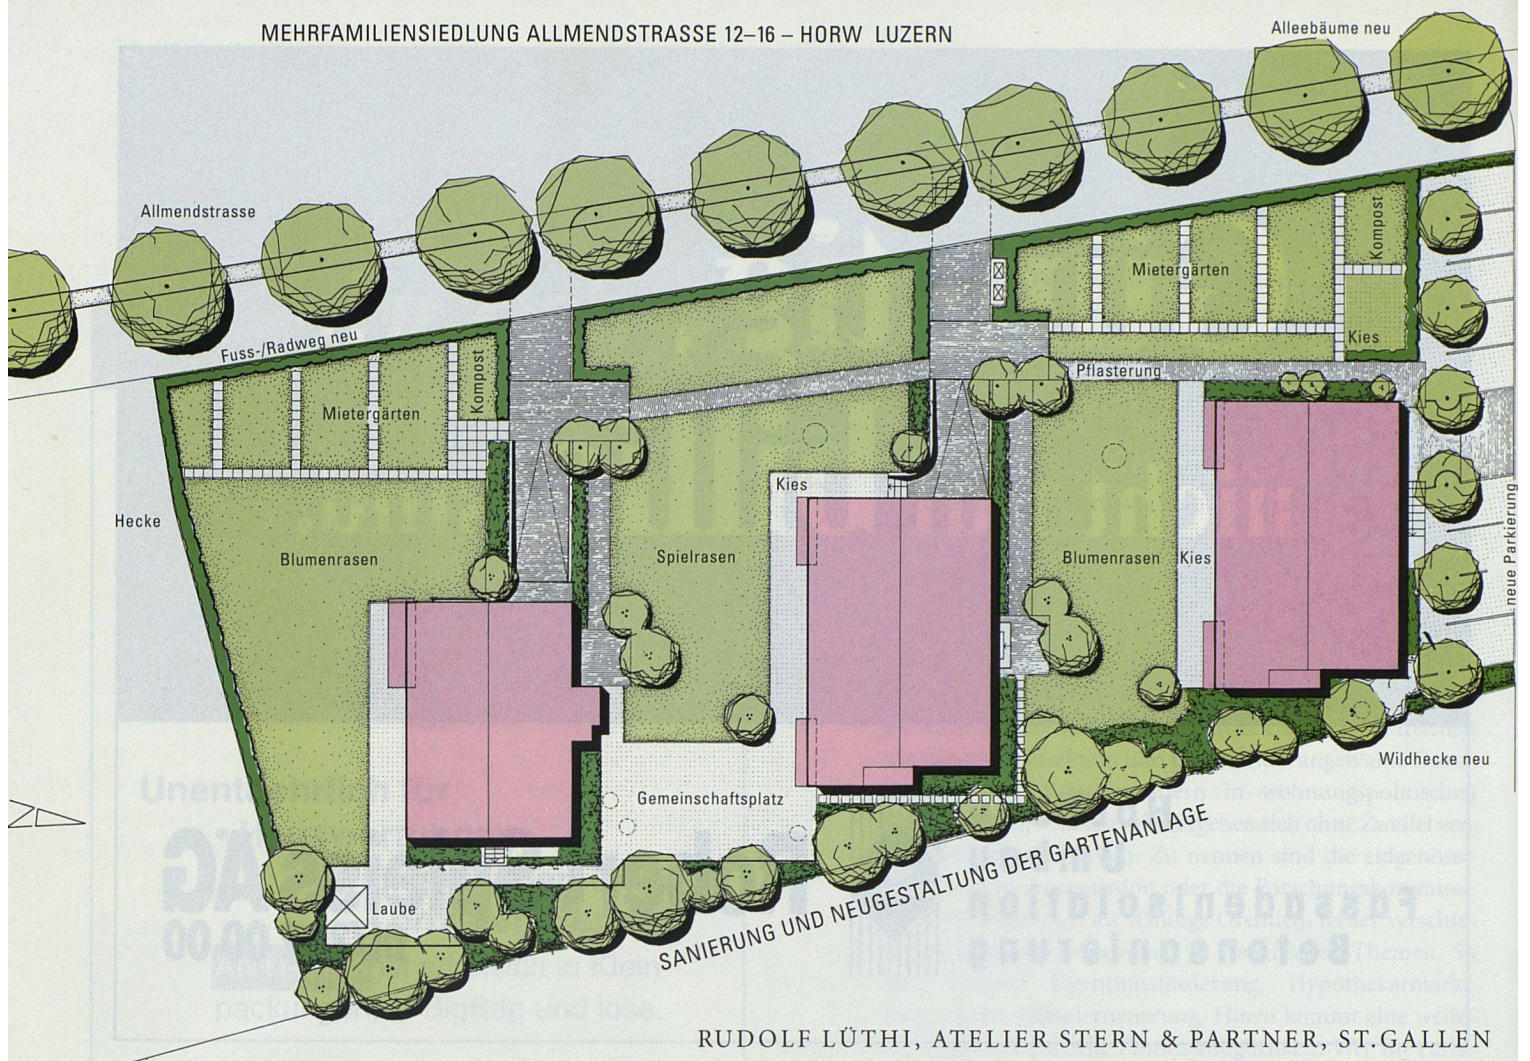 MEHRFAMILIENSIEDLUNG ALLMENDSTRASSE 12–16 – HORW LUZERN
Alleebäume neu
Allmendstrasse
Fuss-/Radweg neu
Mietergärten
Kompost
Kies
Pflasterung
Mietergärten
Kompost
Hecke
Blumenrasen
Kies
Spielrasen
Blumenrasen
Kies
neue Parkierung
Gemeinschaftsplatz
Wildhecke neu
Laube
SANIERUNG UND NEUGESTALTUNG DER GARTENANLAGE
RUDOLF LÜTHI, ATELIER STERN & PARTNER, ST.GALLEN